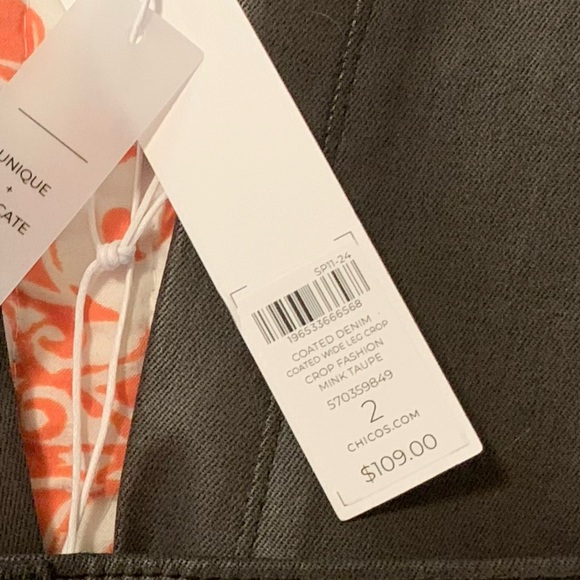 UNIQUE
+
CATE
SP11-24
196533666568
COATED DENIM
COATED WIDE LEG CROP
CROP FASHION
MINK TAUPE
570359849
2
CHICOS.COM
$109.00